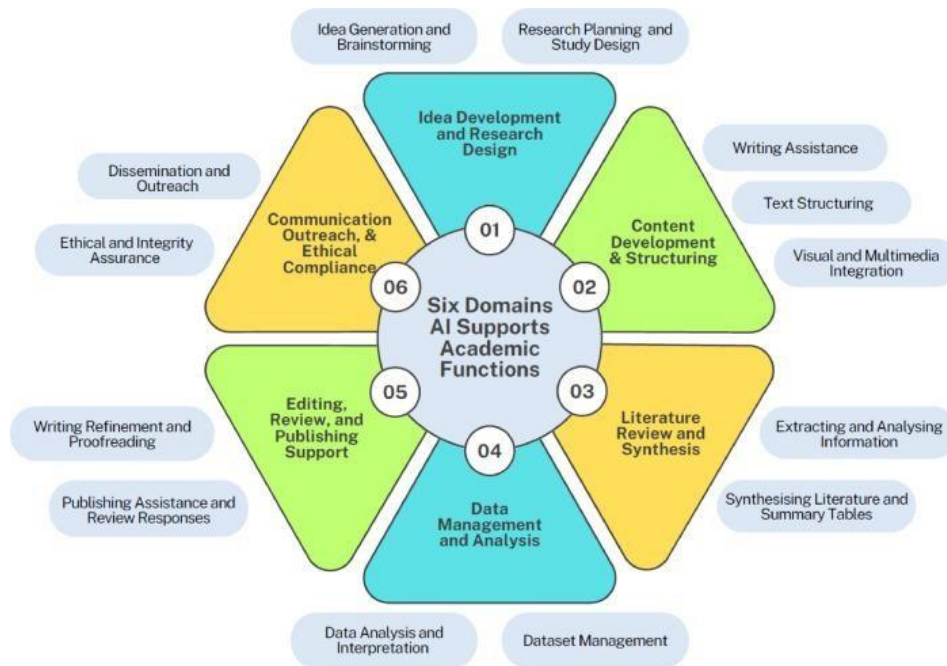 Idea Generation and
Brainstorming
Research Planning and
Study Design
Idea Development
and Research
Design
01
Writing Assistance
Text Structuring
Visual and Multimedia
Integration
Content
Development
& Structuring
02
Dissemination and
Outreach
Ethical and Integrity
Assurance
Communication
Outreach, &
Ethical
Compliance
06
Six Domains
AI Supports
Academic
Functions
03
Literature
Review and
Synthesis
Extracting and Analysing
Information
Synthesising Literature and
Summary Tables
05
Editing,
Review, and
Publishing
Support
Writing Refinement and
Proofreading
Publishing Assistance and
Review Responses
04
Data
Management
and Analysis
Data Analysis and
Interpretation
Dataset Management